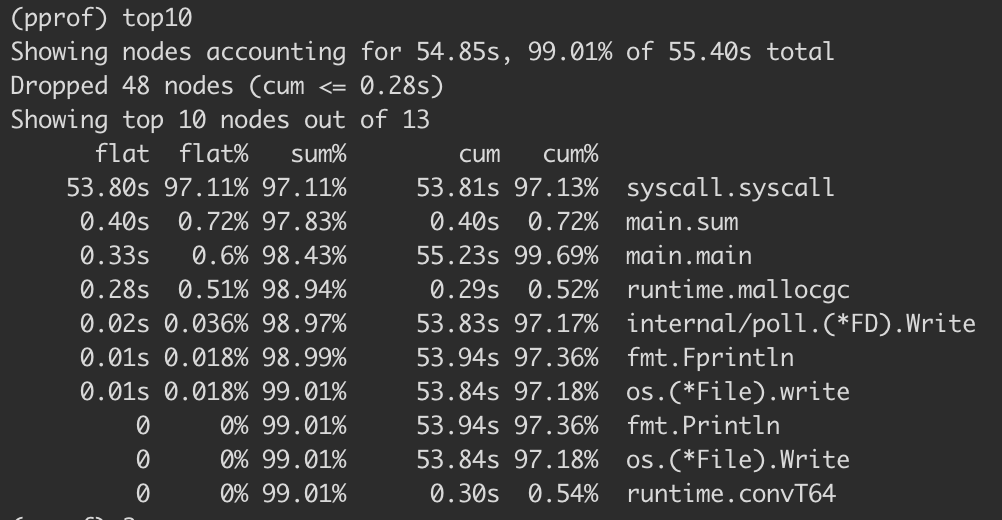 (pprof) top10
Showing nodes accounting for 54.85s, 99.01% of 55.40s total
Dropped 48 nodes (cum <= 0.28s)
Showing top 10 nodes out of 13
      flat  flat%   sum%        cum   cum%
    53.80s 97.11% 97.11%     53.81s 97.13%  syscall.syscall
     0.40s  0.72% 97.83%      0.40s  0.72%  main.sum
     0.33s   0.6% 98.43%     55.23s 99.69%  main.main
     0.28s  0.51% 98.94%      0.29s  0.52%  runtime.mallocgc
     0.02s 0.036% 98.97%     53.83s 97.17%  internal/poll.(*FD).Write
     0.01s 0.018% 98.99%     53.94s 97.36%  fmt.Fprintln
     0.01s 0.018% 99.01%     53.84s 97.18%  os.(*File).write
         0     0% 99.01%     53.94s 97.36%  fmt.Println
         0     0% 99.01%     53.84s 97.18%  os.(*File).Write
         0     0% 99.01%      0.30s  0.54%  runtime.convT64